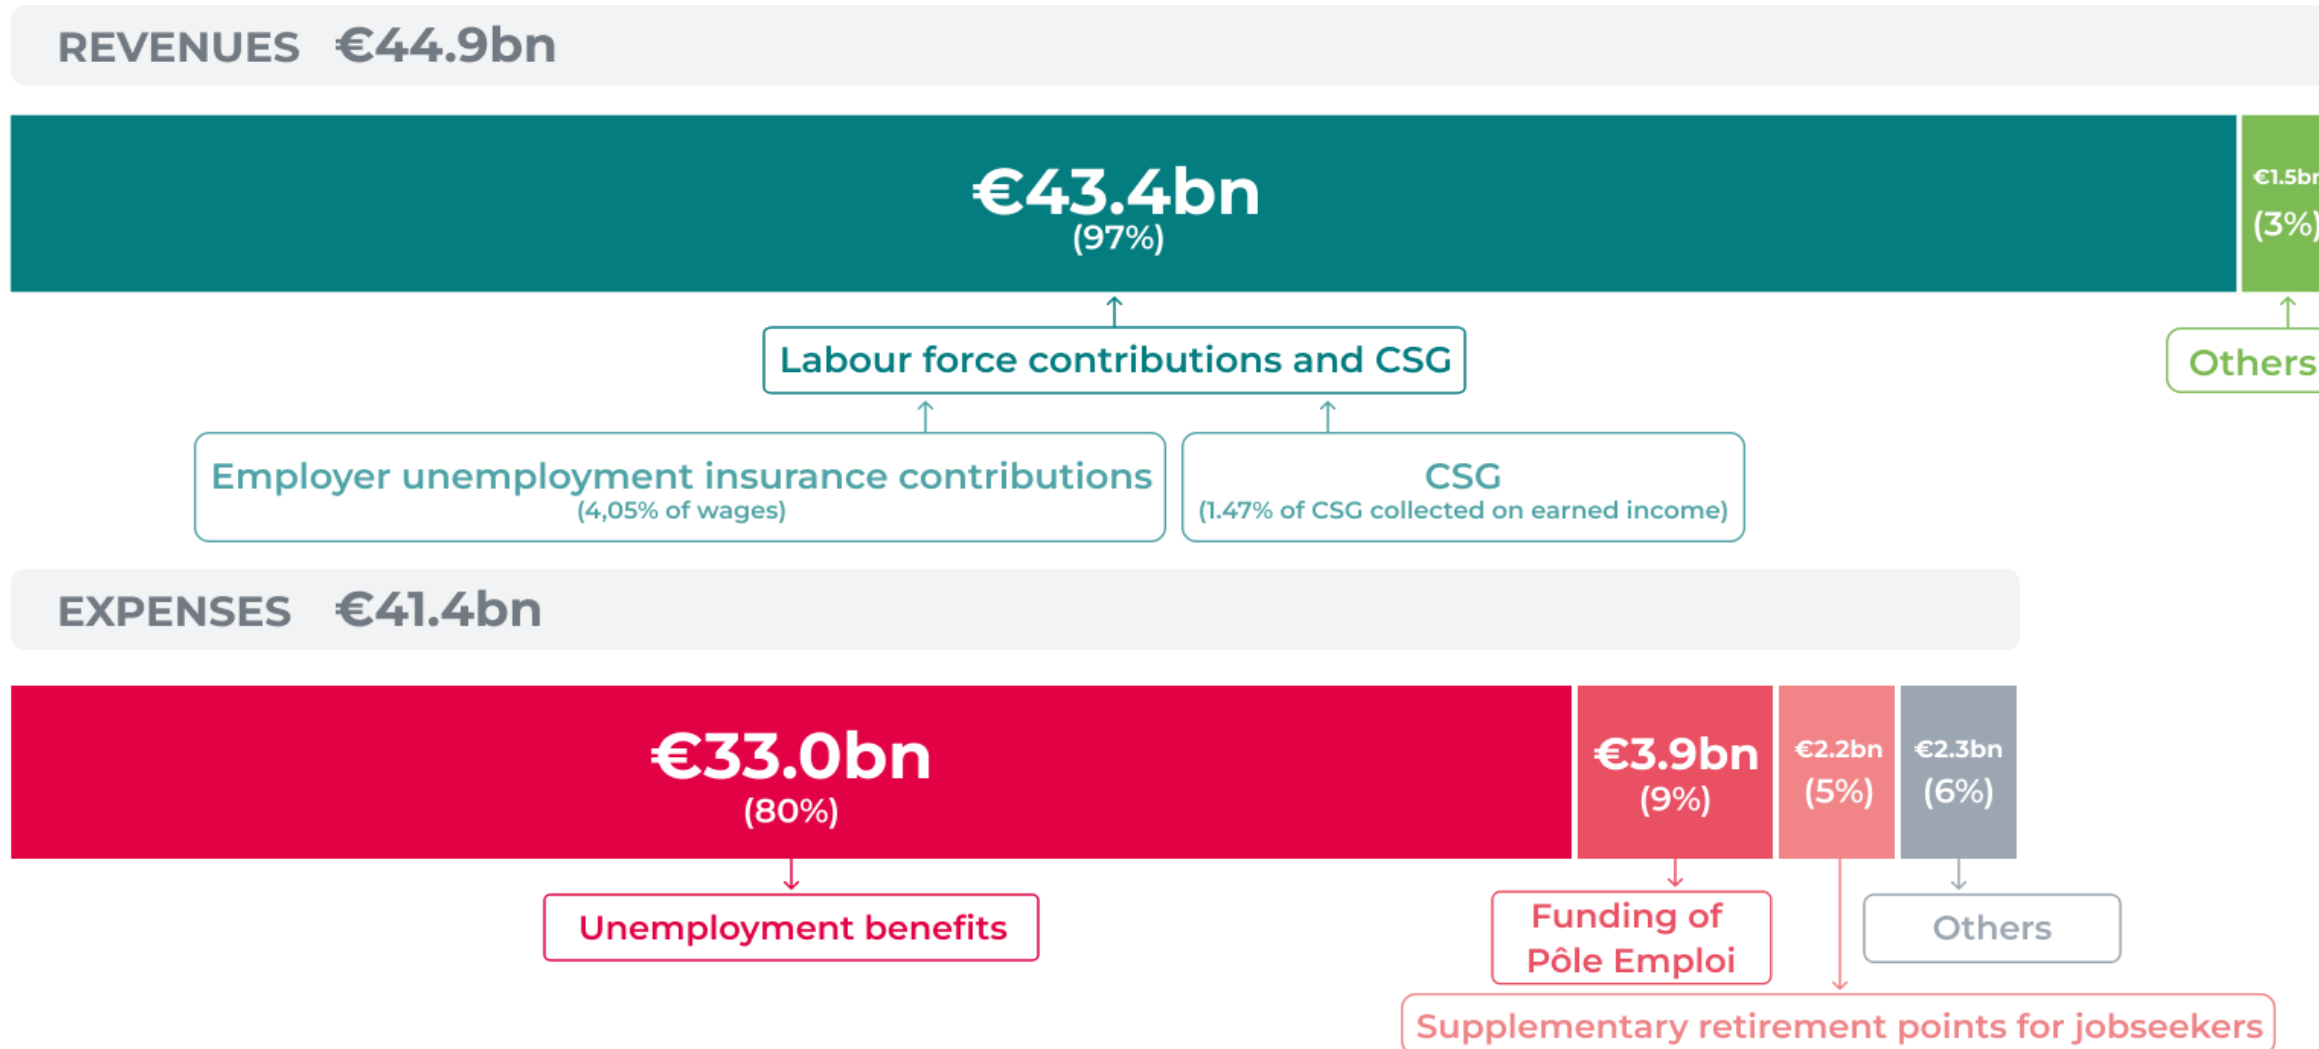 REVENUES €44.9bn
€43.4bn
(97%)
€1.5bn
(3%)
Labour force contributions and CSG
Others
Employer unemployment insurance contributions
(4,05% of wages)
CSG
(1.47% of CSG collected on earned income)
EXPENSES €41.4bn
€33.0bn
(80%)
€3.9bn
(9%)
€2.2bn
(5%)
€2.3bn
(6%)
Unemployment benefits
Funding of
Pôle Emploi
Others
Supplementary retirement points for jobseekers